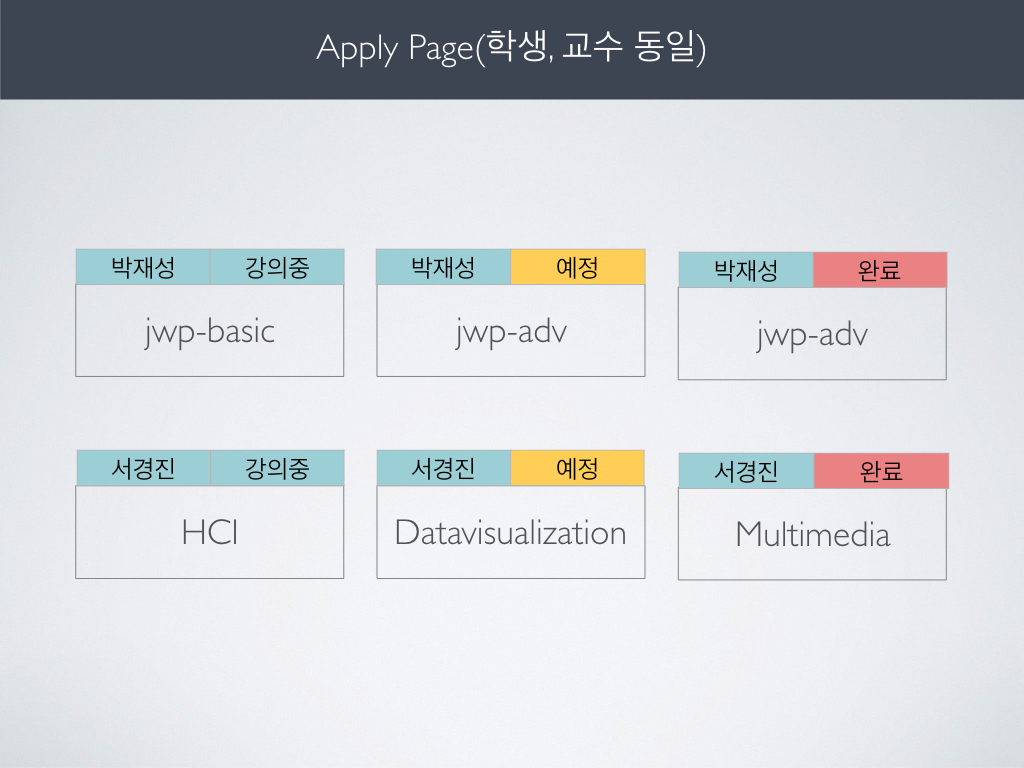 Apply Page(학생, 교수 동일)
박재성 강의중
jwp-basic
박재성 예정
jwp-adv
박재성 완료
jwp-adv
서경진 강의중
HCI
서경진 예정
Datavisualization
서경진 완료
Multimedia